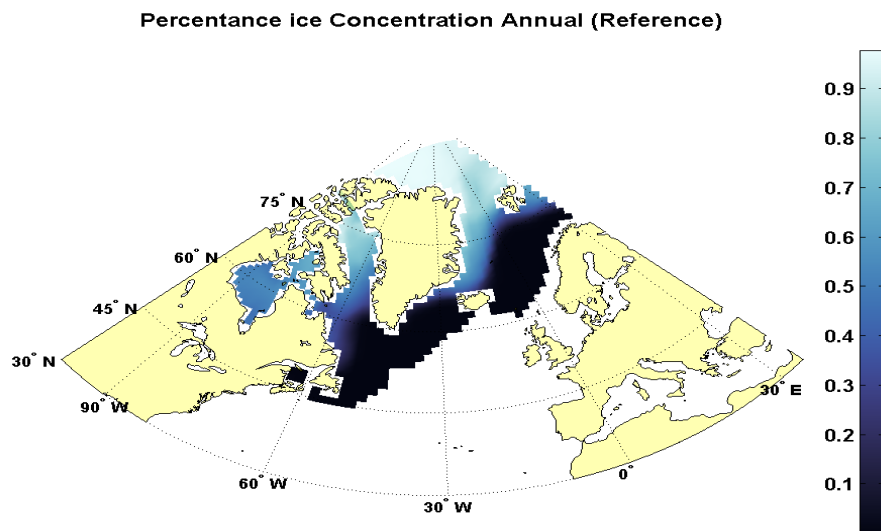 Percentance ice Concentration Annual (Reference)
0.9
0.8
0.7
0.6
0.5
0.4
0.3
0.2
0.1
75° N
60° N
45° N
30° N
90° W
60° W
30° W
0°
30° E